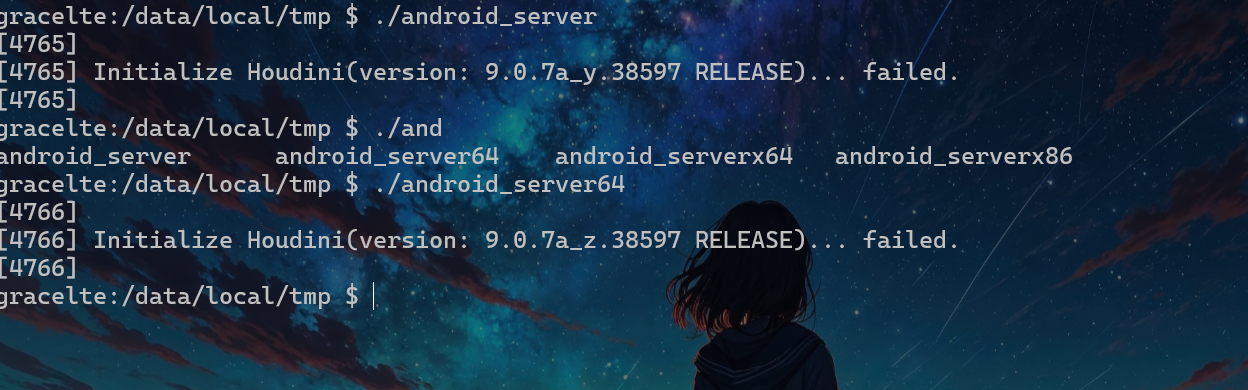 gracelte:/data/local/tmp $ ./android_server
[4765]
[4765] Initialize Houdini(version: 9.0.7a_y.38597 RELEASE)... failed.
[4765]
gracelte:/data/local/tmp $ ./and
android_server android_server64 android_serverx64 android_serverx86
gracelte:/data/local/tmp $ ./android_server64
[4766]
[4766] Initialize Houdini(version: 9.0.7a_z.38597 RELEASE)... failed.
[4766]
gracelte:/data/local/tmp $